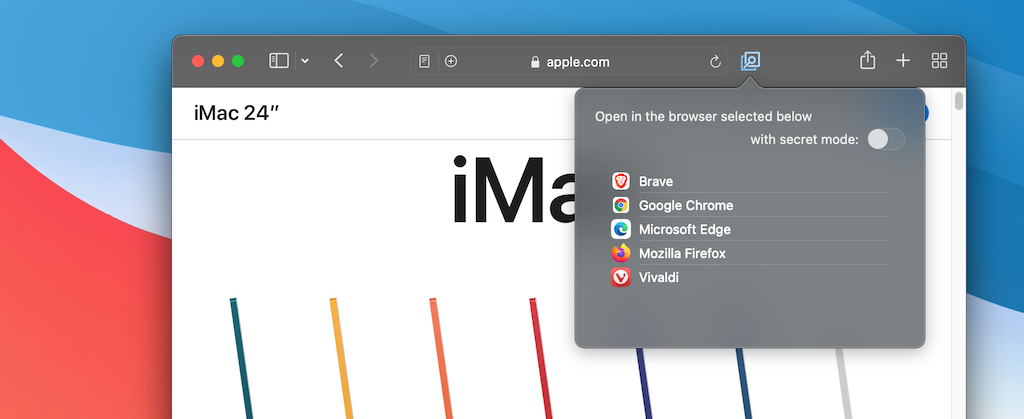 apple.com
iMac 24″
Open in the browser selected below
with secret mode:
iMa
Brave
Google Chrome
Microsoft Edge
Mozilla Firefox
Vivaldi